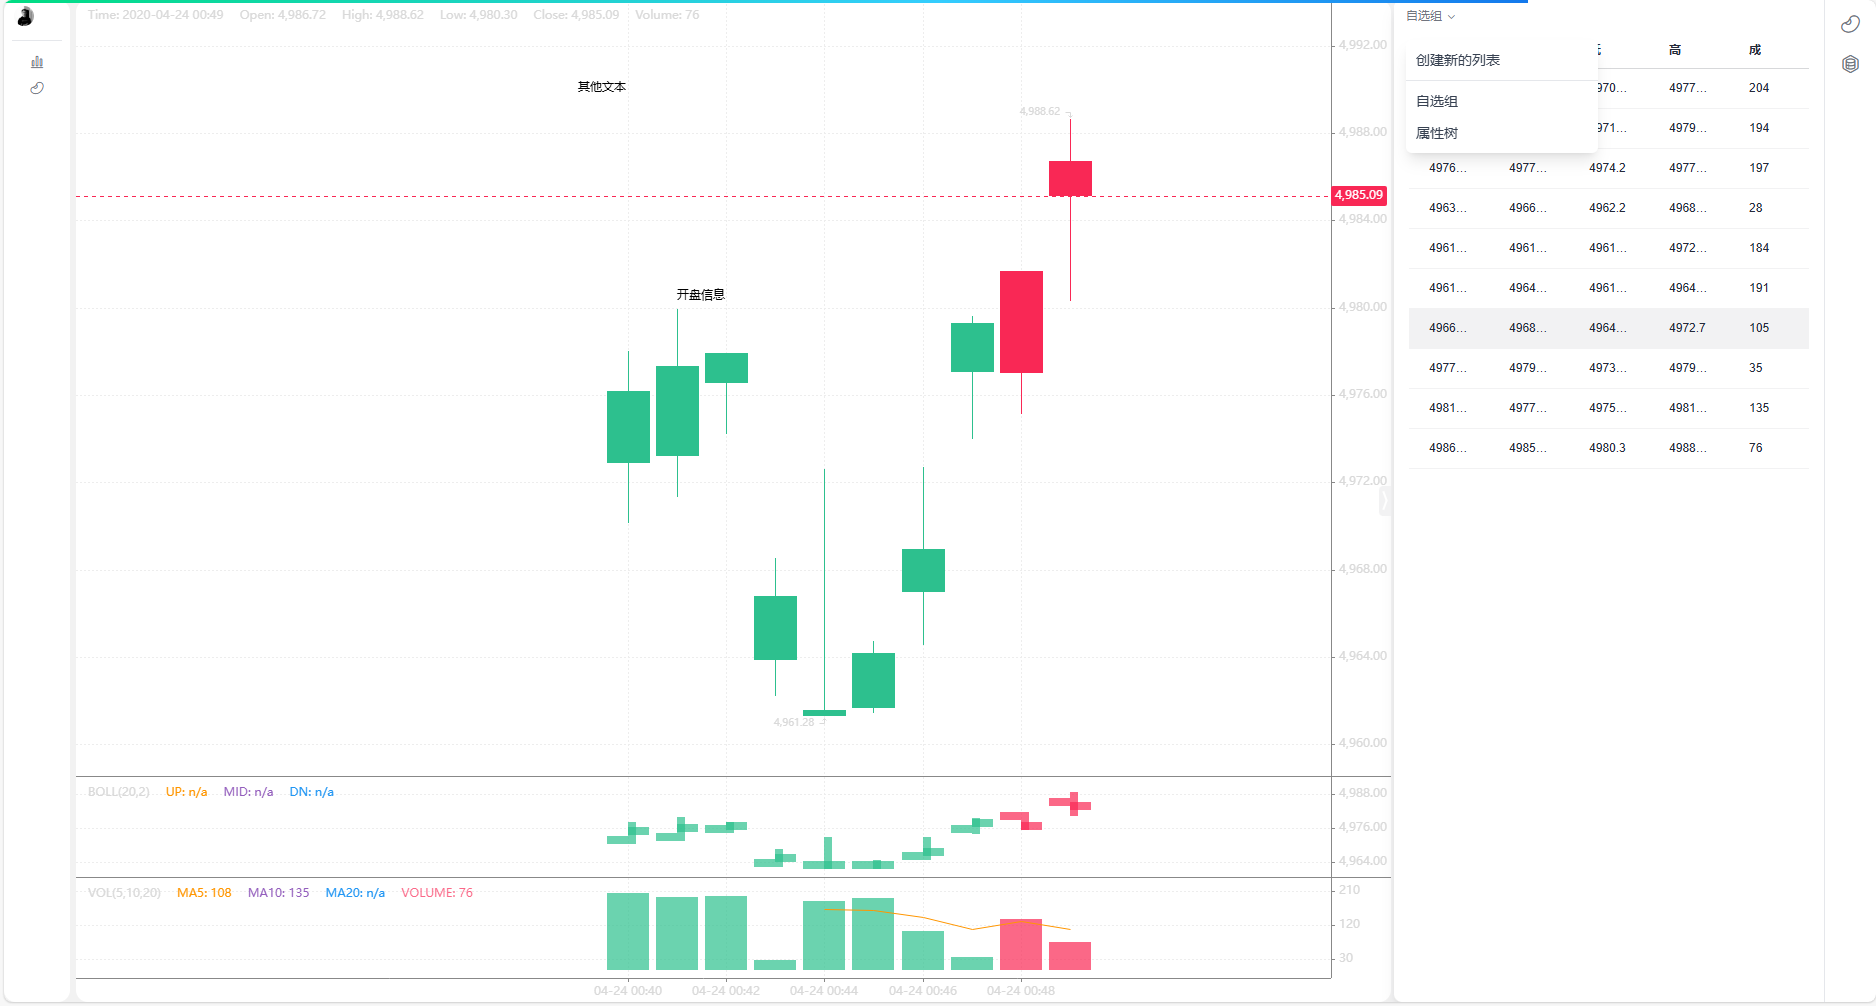 Time: 2020-04-24 00:49 Open: 4,986.72 High: 4,988.62 Low: 4,980.30 Close: 4,985.09 Volume: 76
4,992.00
其他文本
4,988.62
4,988.00
4,985.09
4,984.00
开盘信息
4,980.00
4,976.00
4,972.00
4,968.00
4,964.00
4,961.28
4,960.00
BOLL(20,2) UP: n/a MID: n/a DN: n/a
4,988.00
4,976.00
4,964.00
VOL(5,10,20) MA5: 108 MA10: 135 MA20: n/a VOLUME: 76
210
120
30
04-24 00:40 04-24 00:42 04-24 00:44 04-24 00:46 04-24 00:48
自选组
创建新的列表
自选组
属性树
高 成
970... 4977... 204
971... 4979... 194
4976... 4977... 4974.2 4977... 197
4963... 4966... 4962.2 4968... 28
4961... 4961... 4961... 4972... 184
4961... 4964... 4961... 4964... 191
4966... 4968... 4964... 4972.7 105
4977... 4979... 4973... 4979... 35
4981... 4977... 4975... 4981... 135
4986... 4985... 4980.3 4988... 76